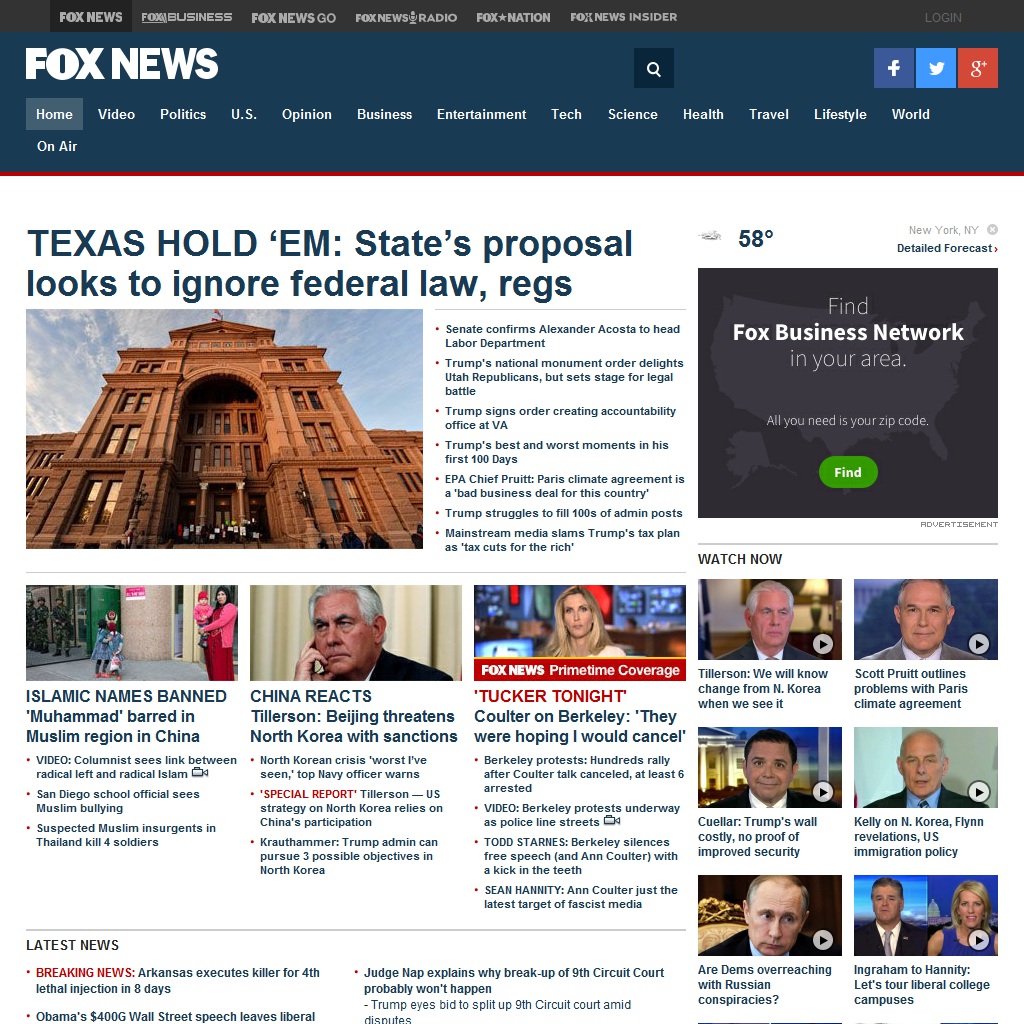 FOX NEWS
FOX BUSINESS
FOX NEWS GO
FOX NEWS RADIO
FOX★NATION
FOX NEWS INSIDER
LOGIN
FOX NEWS
f
g+
Home Video Politics U.S. Opinion Business Entertainment Tech Science Health Travel Lifestyle World
On Air
TEXAS HOLD ‘EM: State’s proposal
looks to ignore federal law, regs
• Senate confirms Alexander Acosta to head
Labor Department
• Trump's national monument order delights
Utah Republicans, but sets stage for legal
battle
• Trump signs order creating accountability
office at VA
• Trump's best and worst moments in his
first 100 Days
• EPA Chief Pruitt: Paris climate agreement is
a 'bad business deal for this country'
• Trump struggles to fill 100s of admin posts
• Mainstream media slams Trump's tax plan
as 'tax cuts for the rich'
58°
New York, NY
Detailed Forecast ›
Find
Fox Business Network
in your area.
All you need is your zip code.
Find
ADVERTISEMENT
ISLAMIC NAMES BANNED
'Muhammad' barred in
Muslim region in China
• VIDEO: Columnist sees link between
radical left and radical Islam
• San Diego school official sees
Muslim bullying
• Suspected Muslim insurgents in
Thailand kill 4 soldiers
CHINA REACTS
Tillerson: Beijing threatens
North Korea with sanctions
• North Korean crisis 'worst I've
seen,' top Navy officer warns
• 'SPECIAL REPORT' Tillerson — US
strategy on North Korea relies on
China's participation
• Krauthammer: Trump admin can
pursue 3 possible objectives in
North Korea
FOX NEWS Primetime Coverage
'TUCKER TONIGHT'
Coulter on Berkeley: 'They
were hoping I would cancel'
• Berkeley protests: Hundreds rally
after Coulter talk canceled, at least 6
arrested
• VIDEO: Berkeley protests underway
as police line streets
• TODD STARNES: Berkeley silences
free speech (and Ann Coulter) with
a kick in the teeth
• SEAN HANNITY: Ann Coulter just the
latest target of fascist media
WATCH NOW
Tillerson: We will know
change from N. Korea
when we see it
Scott Pruitt outlines
problems with Paris
climate agreement
Cuellar: Trump's wall
costly, no proof of
improved security
Kelly on N. Korea, Flynn
revelations, US
immigration policy
Are Dems overreaching
with Russian
conspiracies?
Ingraham to Hannity:
Let's tour liberal college
campuses
LATEST NEWS
• BREAKING NEWS: Arkansas executes killer for 4th
lethal injection in 8 days
• Obama's $400G Wall Street speech leaves liberal
• Judge Nap explains why break-up of 9th Circuit Court
probably won't happen
- Trump eyes bid to split up 9th Circuit court amid
disputes